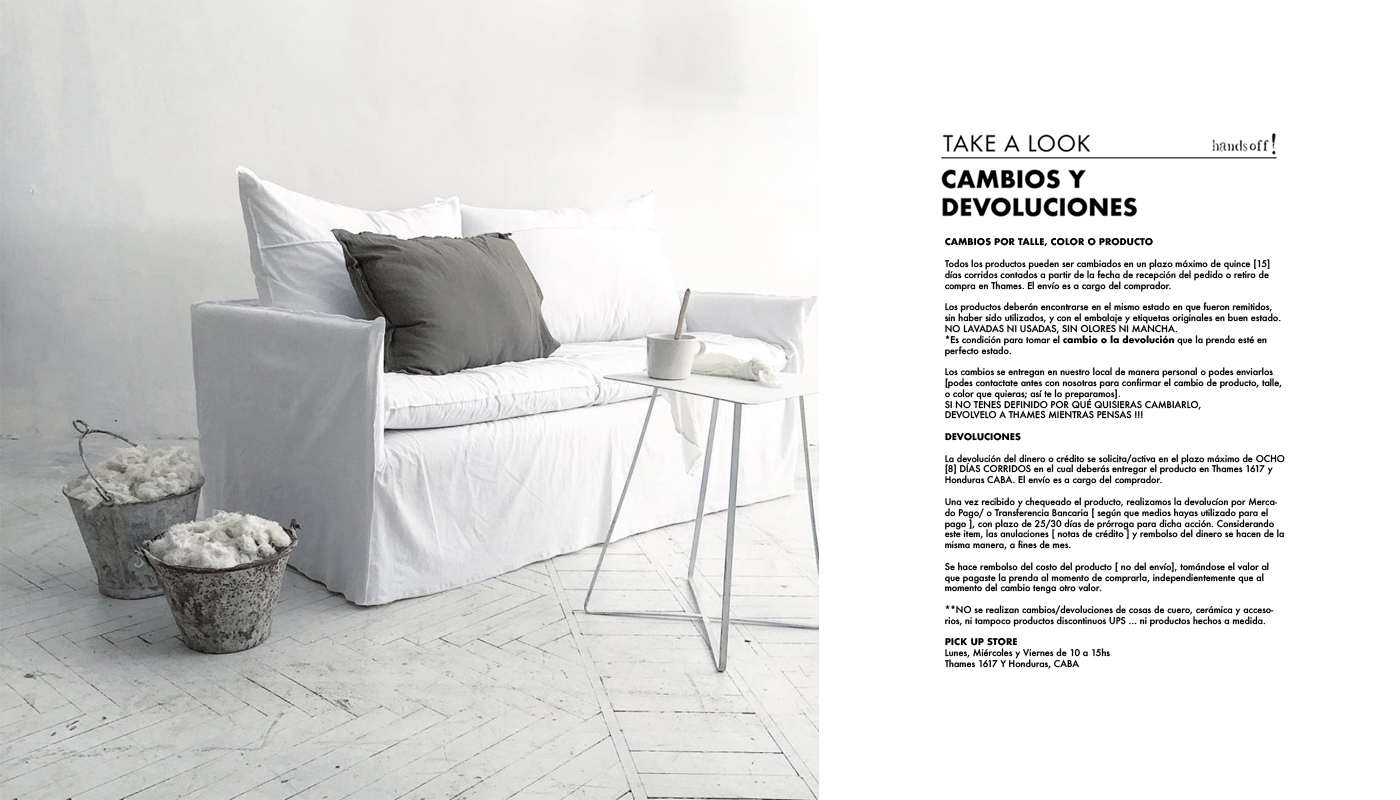 TAKE A LOOK handsoff!
CAMBIOS Y
DEVOLUCIONES
CAMBIOS POR TALLE, COLOR O PRODUCTO
Todos los productos pueden ser cambiados en un plazo máximo de quince [15]
días corridos contados a partir de la fecha de recepción del pedido o retiro de
compra en Thames. El envío es a cargo del comprador.
Los productos deberán encontrarse en el mismo estado en que fueron remitidos,
sin haber sido utilizados, y con el embalaje y etiquetas originales en buen estado.
NO LAVADAS NI USADAS, SIN OLORES NI MANCHA.
*Es condición para tomar el cambio o la devolución que la prenda esté en
perfecto estado.
Los cambios se entregan en nuestro local de manera personal o podes enviarlos
[podes contactate antes con nosotras para confirmar el cambio de producto, talle,
o color que quieras; así te lo preparamos].
SI NO TENES DEFINIDO POR QUÉ QUISIERAS CAMBIARLO,
DEVOLVELO A THAMES MIENTRAS PENSAS !!!
DEVOLUCIONES
La devolución del dinero o crédito se solicita/activa en el plazo máximo de OCHO
[8] DÍAS CORRIDOS en el cual deberás entregar el producto en Thames 1617 y
Honduras CABA. El envío es a cargo del comprador.
Una vez recibido y chequeado el producto, realizamos la devolucíon por Merca-
do Pago/ o Transferencia Bancaria [ según que medios hayas utilizado para el
pago ], con plazo de 25/30 días de prórroga para dicha acción. Considerando
este item, las anulaciones [ notas de crédito ] y rembolso del dinero se hacen de la
misma manera, a fines de mes.
Se hace rembolso del costo del producto [ no del envío], tomándose el valor al
que pagaste la prenda al momento de comprarla, independientemente que al
momento del cambio tenga otro valor.
**NO se realizan cambios/devoluciones de cosas de cuero, cerámica y acceso-
rios, ni tampoco productos discontinuos UPS ... ni productos hechos a medida.
PICK UP STORE
Lunes, Miércoles y Viernes de 10 a 15hs
Thames 1617 Y Honduras, CABA